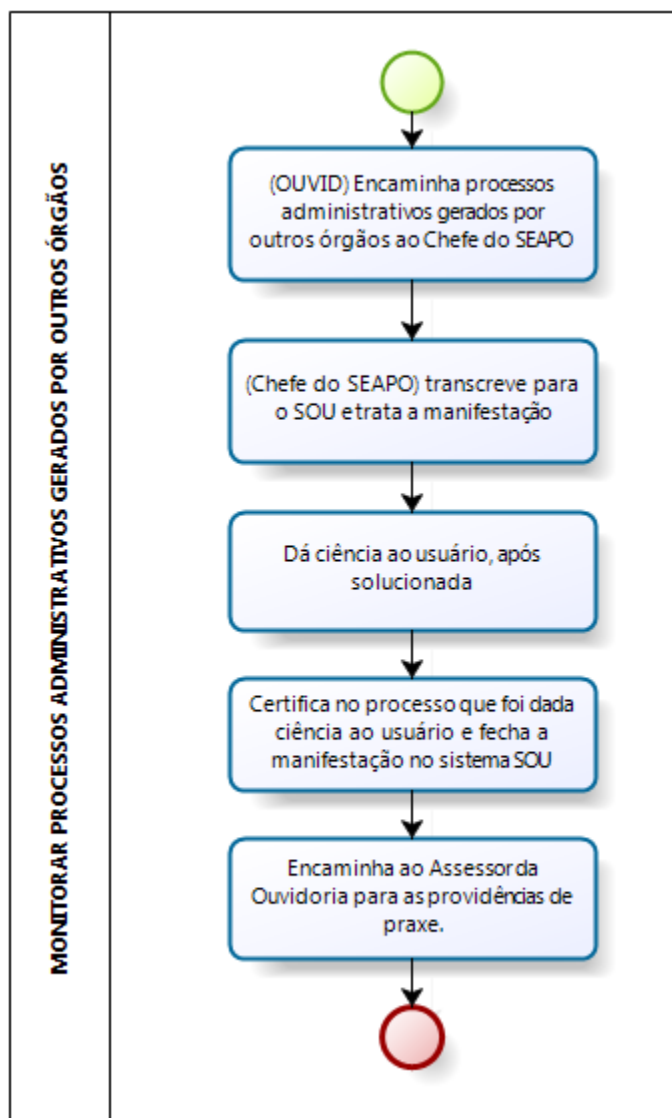 MONITORAR PROCESSOS ADMINISTRATIVOS GERADOS POR OUTROS ÓRGÃOS
(OUVID) Encaminha processos
administrativos gerados por
outros órgãos ao Chefe do SEAPO
(Chefe do SEAPO) transcreve para
o SOU e trata a manifestação
Dá ciência ao usuário, após
solucionada
Certifica no processo que foi dada
ciência ao usuário e fecha a
manifestação no sistema SOU
Encaminha ao Assessor da
Ouvidoria para as providências de
praxe.